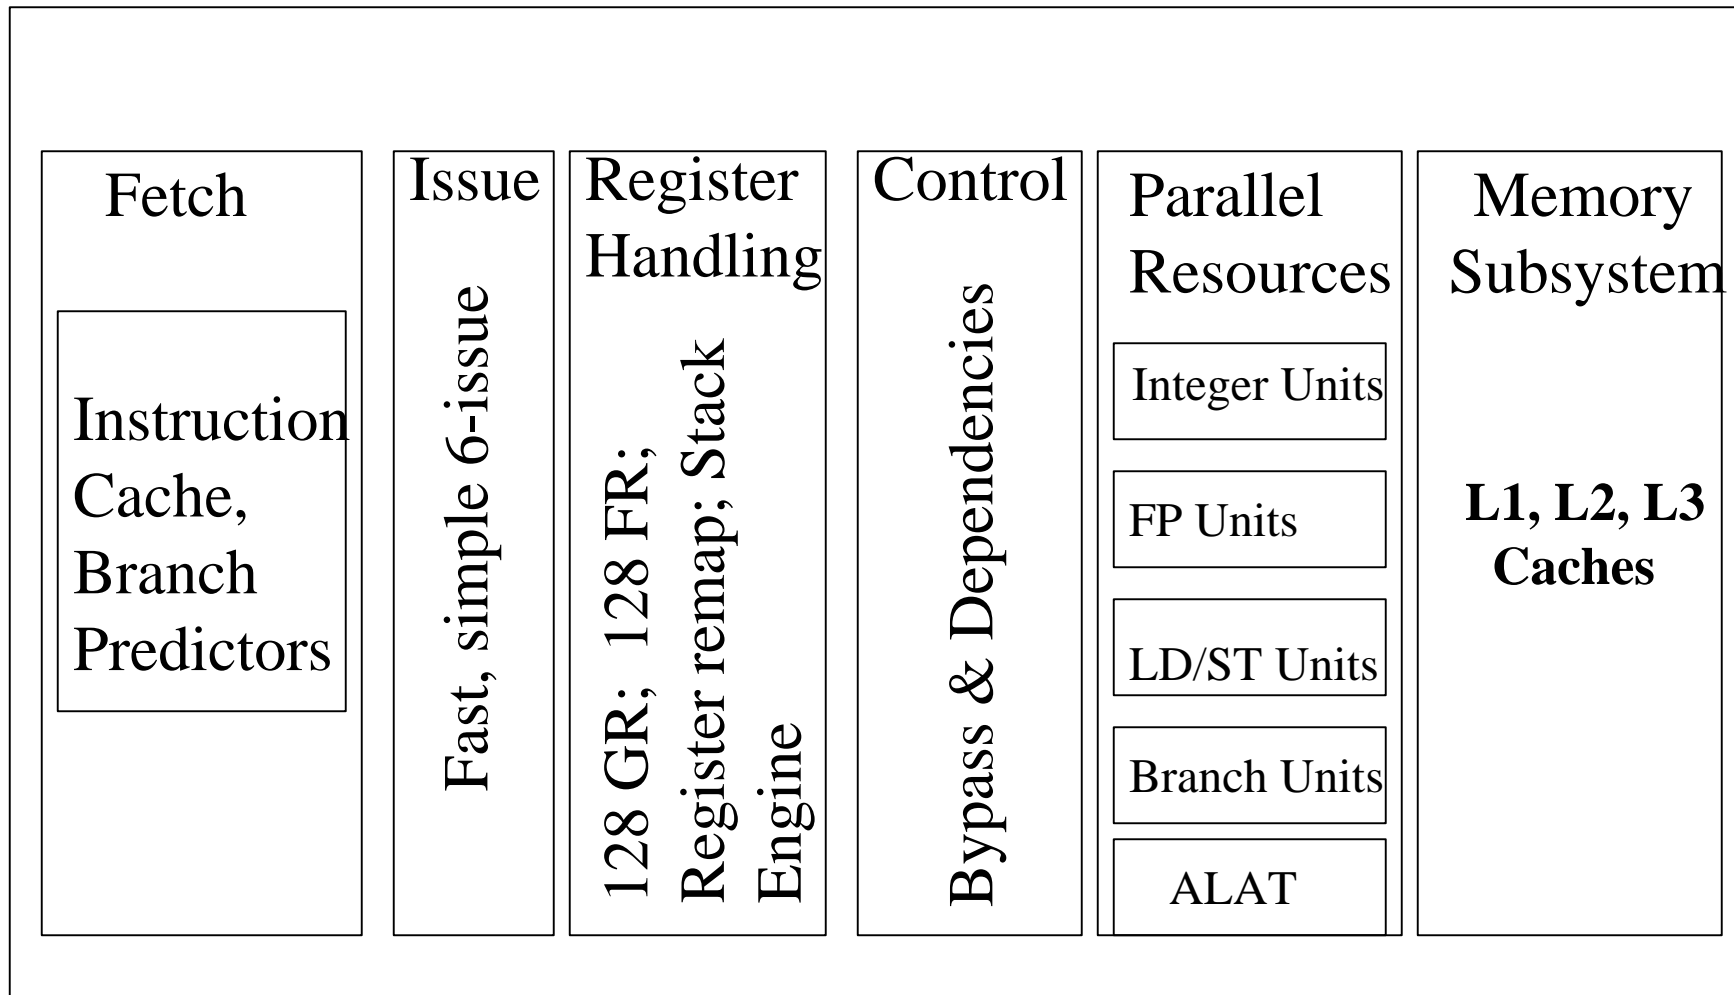 Fetch
Instruction
Cache,
Branch
Predictors
Issue
Fast, simple 6-issue
Register
Handling
128 GR; 128 FR;
Register remap; Stack
Engine
Control
Bypass & Dependencies
Parallel
Resources
Integer Units
FP Units
LD/ST Units
Branch Units
ALAT
Memory
Subsystem
L1, L2, L3
Caches